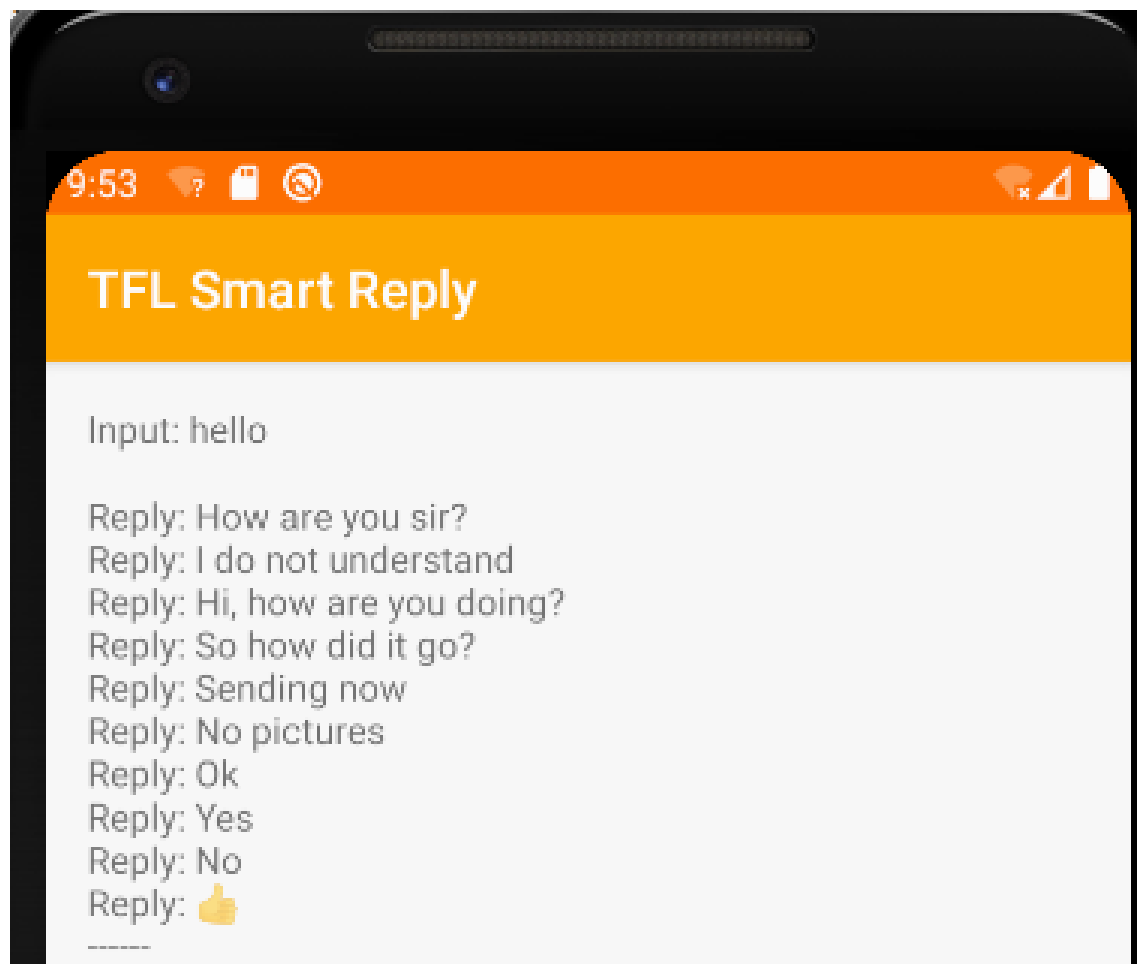 9:53
TFL Smart Reply
Input: hello
Reply: How are you sir?
Reply: I do not understand
Reply: Hi, how are you doing?
Reply: So how did it go?
Reply: Sending now
Reply: No pictures
Reply: Ok
Reply: Yes
Reply: No
Reply: 👍
------